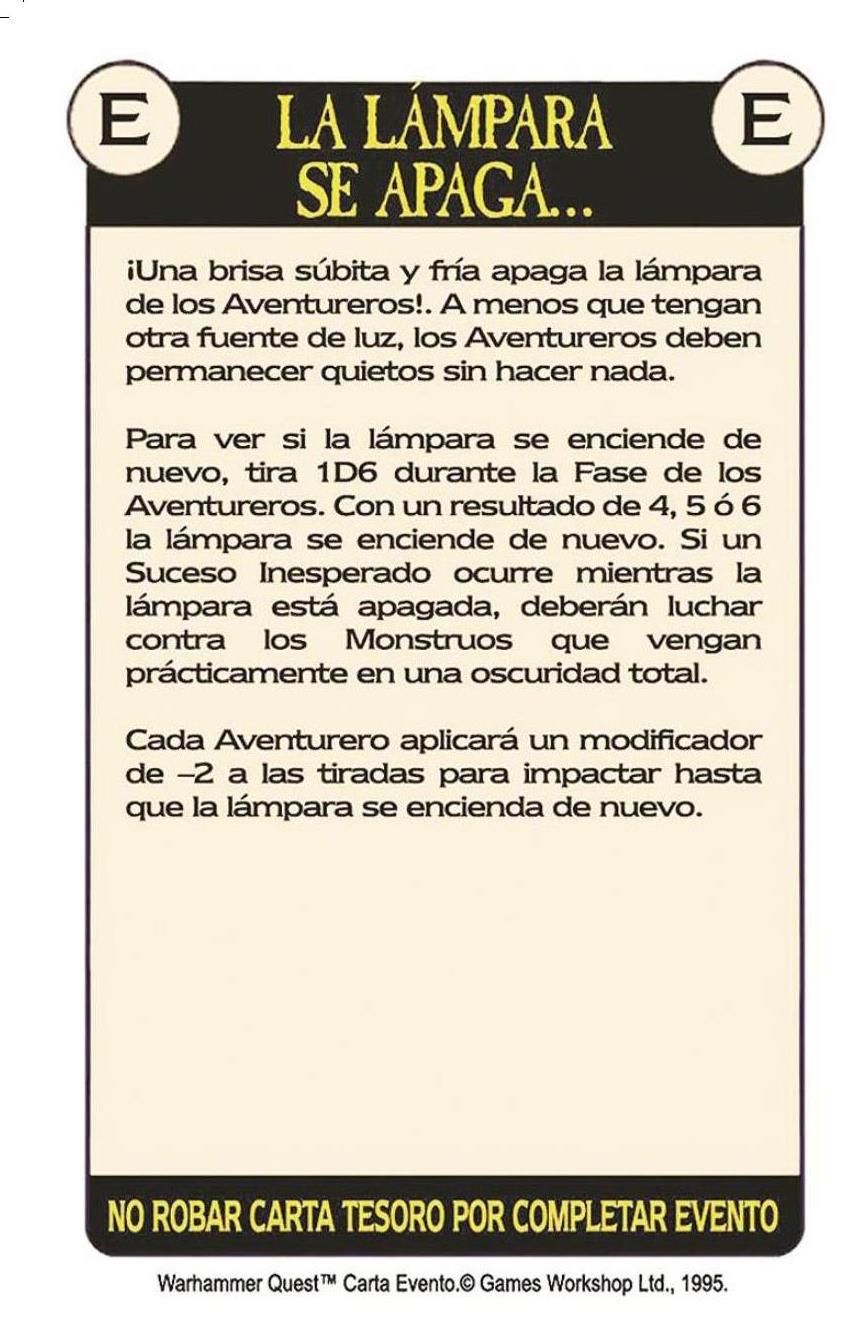 E
LA LÁMPARA
E
SE APAGA...
¡Una brisa súbita y fría apaga la lámpara
de los Aventureros!. A menos que tengan
otra fuente de luz, los Aventureros deben
permanecer quietos sin hacer nada.
Para ver si la lámpara se enciende de
nuevo, tira 1D6 durante la Fase de los
Aventureros. Con un resultado de 4, 5 ó 6
la lámpara se enciende de nuevo. Si un
Suceso Inesperado ocurre mientras la
lámpara está apagada, deberán luchar
contra los Monstruos que vengan
prácticamente en una oscuridad total.
Cada Aventurero aplicará un modificador
de –2 a las tiradas para impactar hasta
que la lámpara se encienda de nuevo.
NO ROBAR CARTA TESORO POR COMPLETAR EVENTO
Warhammer Quest™ Carta Evento.© Games Workshop Ltd., 1995.